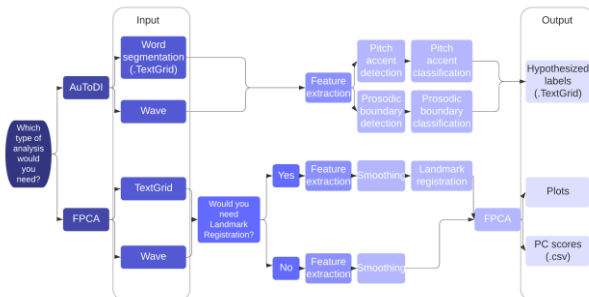 Input
Output
Which
type of
analysis
would
you
need?
AuToDI
Word
segmentation
(.TextGrid)
Wave
Feature
extraction
Pitch
accent
detection
Pitch
accent
classification
Prosodic
boundary
detection
Prosodic
boundary
classification
Hypothesized
labels
(.TextGrid)
FPCA
TextGrid
Wave
Would you
need
Landmark
Registration?
Yes
Feature
extraction
Smoothing
Landmark
registration
No
Feature
extraction
Smoothing
FPCA
Plots
PC scores
(.csv)